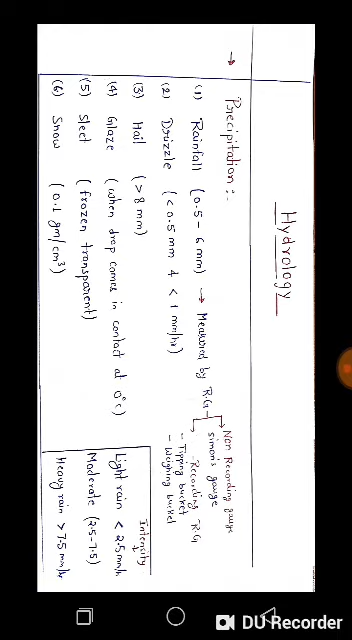 Hydrology
→ Precipitation :-
(1) Rainfall (0.5 - 6 mm) → Measured by R.G
Non Recording gauge
simon's gauge
- Recording R.G
- Tipping bucket
- Weighing bucket
(2) Drizzle (< 0.5 mm & < 1 mm/hr)
(3) Hail (> 8 mm)
(4) Glaze (when drop comes in contact at 0°c)
(5) Sleet (frozen transparent)
(6) Snow (0.1 gm/cm³)
Intensity
Light rain < 2.5 mm/h
Moderate (2.5 - 7.5)
Heavy rain > 7.5 mm/hr
DU Recorder